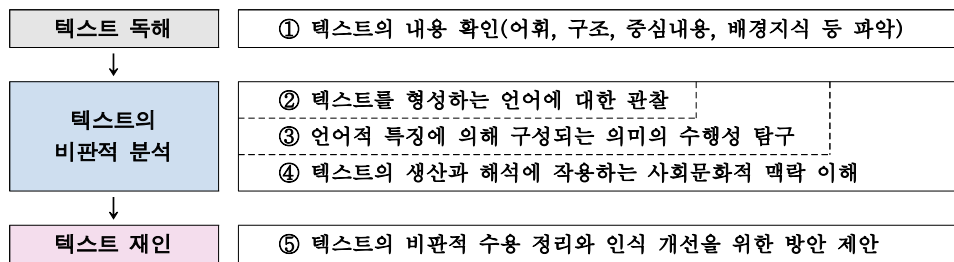 텍스트 독해
① 텍스트의 내용 확인(어휘, 구조, 중심내용, 배경지식 등 파악)
↓
텍스트의
비판적 분석
② 텍스트를 형성하는 언어에 대한 관찰
③ 언어적 특징에 의해 구성되는 의미의 수행성 탐구
④ 텍스트의 생산과 해석에 작용하는 사회문화적 맥락 이해
↓
텍스트 재인
⑤ 텍스트의 비판적 수용 정리와 인식 개선을 위한 방안 제안